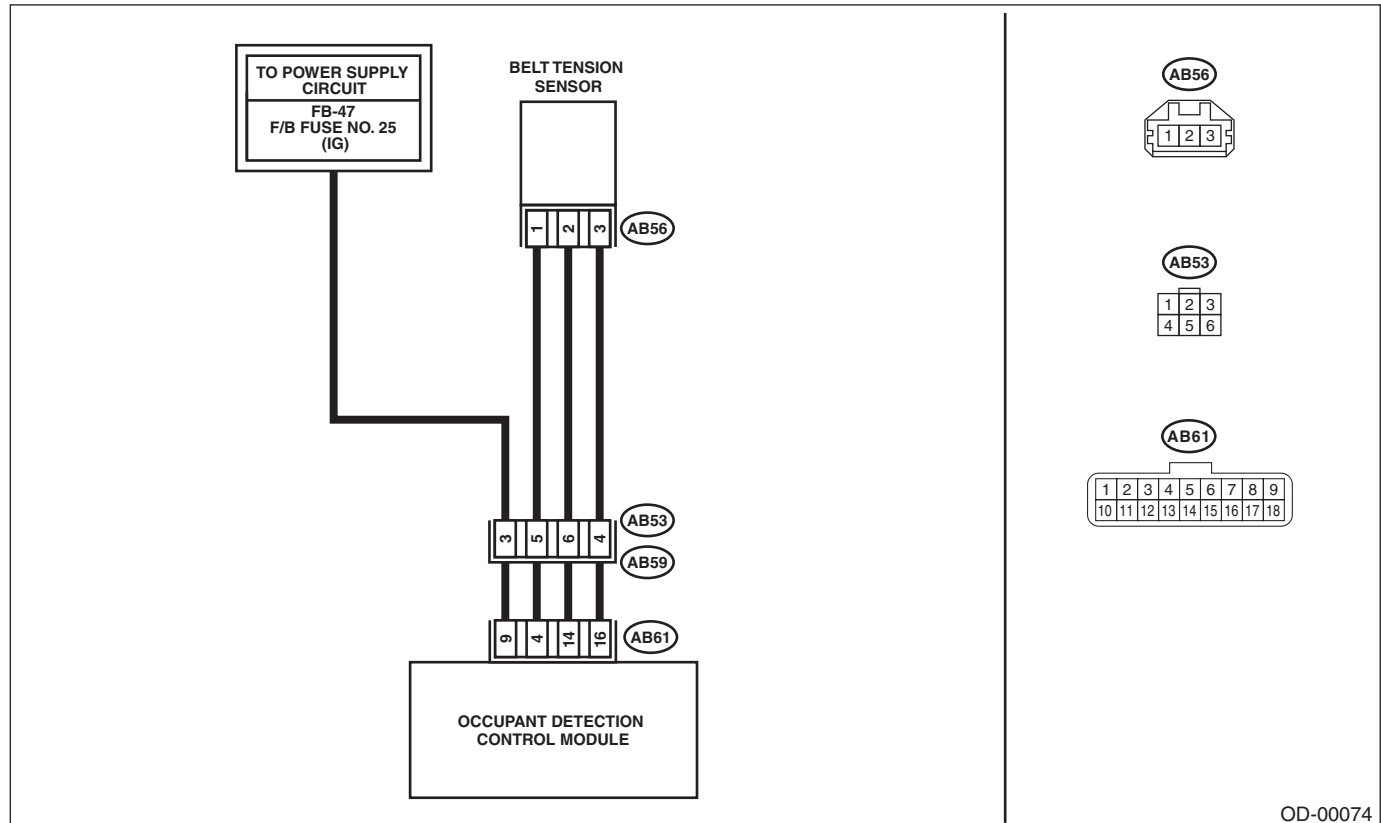 TO POWER SUPPLY
CIRCUIT
FB-47
F/B FUSE NO. 25
(IG)
BELT TENSION
SENSOR
1 2 3
AB56
3 5 6 4
AB53
AB59
9 4 14 16
AB61
OCCUPANT DETECTION
CONTROL MODULE
AB56
1 2 3
AB53
1 2 3
4 5 6
AB61
1 2 3 4 5 6 7 8 9
10 11 12 13 14 15 16 17 18
OD-00074